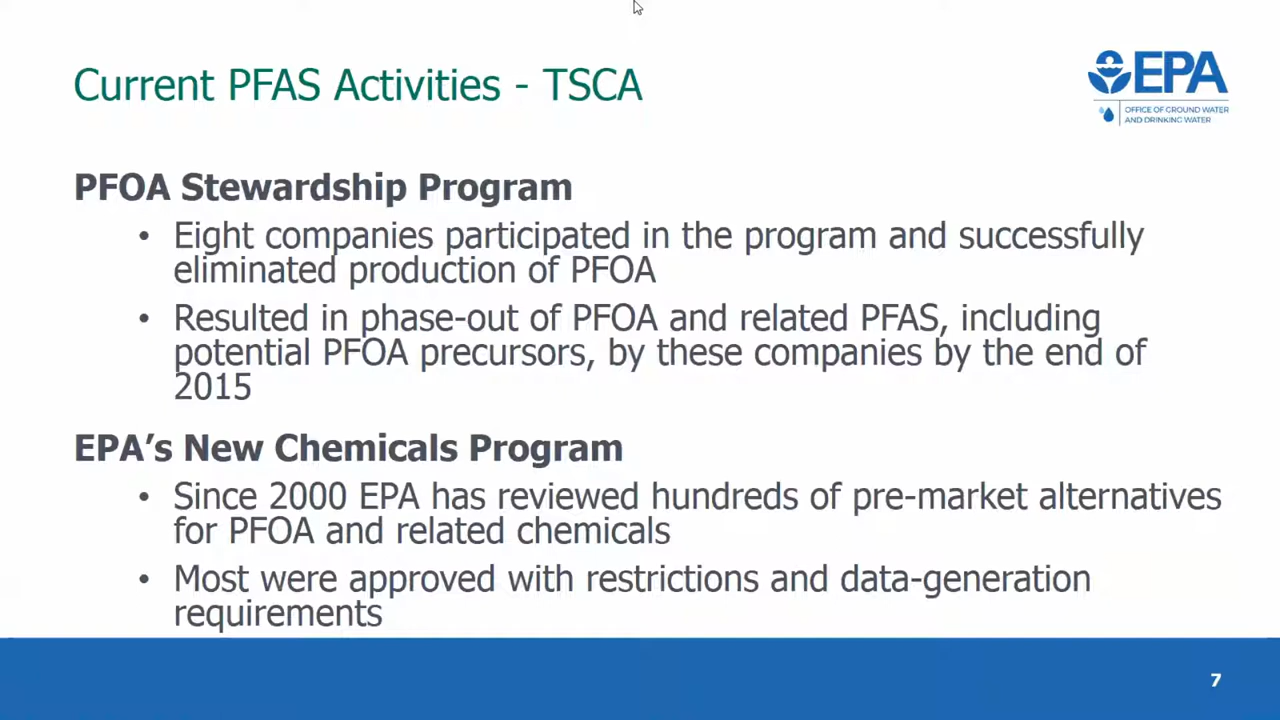 Current PFAS Activities - TSCA
EPA
OFFICE OF GROUND WATER
AND DRINKING WATER
PFOA Stewardship Program
• Eight companies participated in the program and successfully
eliminated production of PFOA
• Resulted in phase-out of PFOA and related PFAS, including
potential PFOA precursors, by these companies by the end of
2015
EPA’s New Chemicals Program
• Since 2000 EPA has reviewed hundreds of pre-market alternatives
for PFOA and related chemicals
• Most were approved with restrictions and data-generation
requirements
7